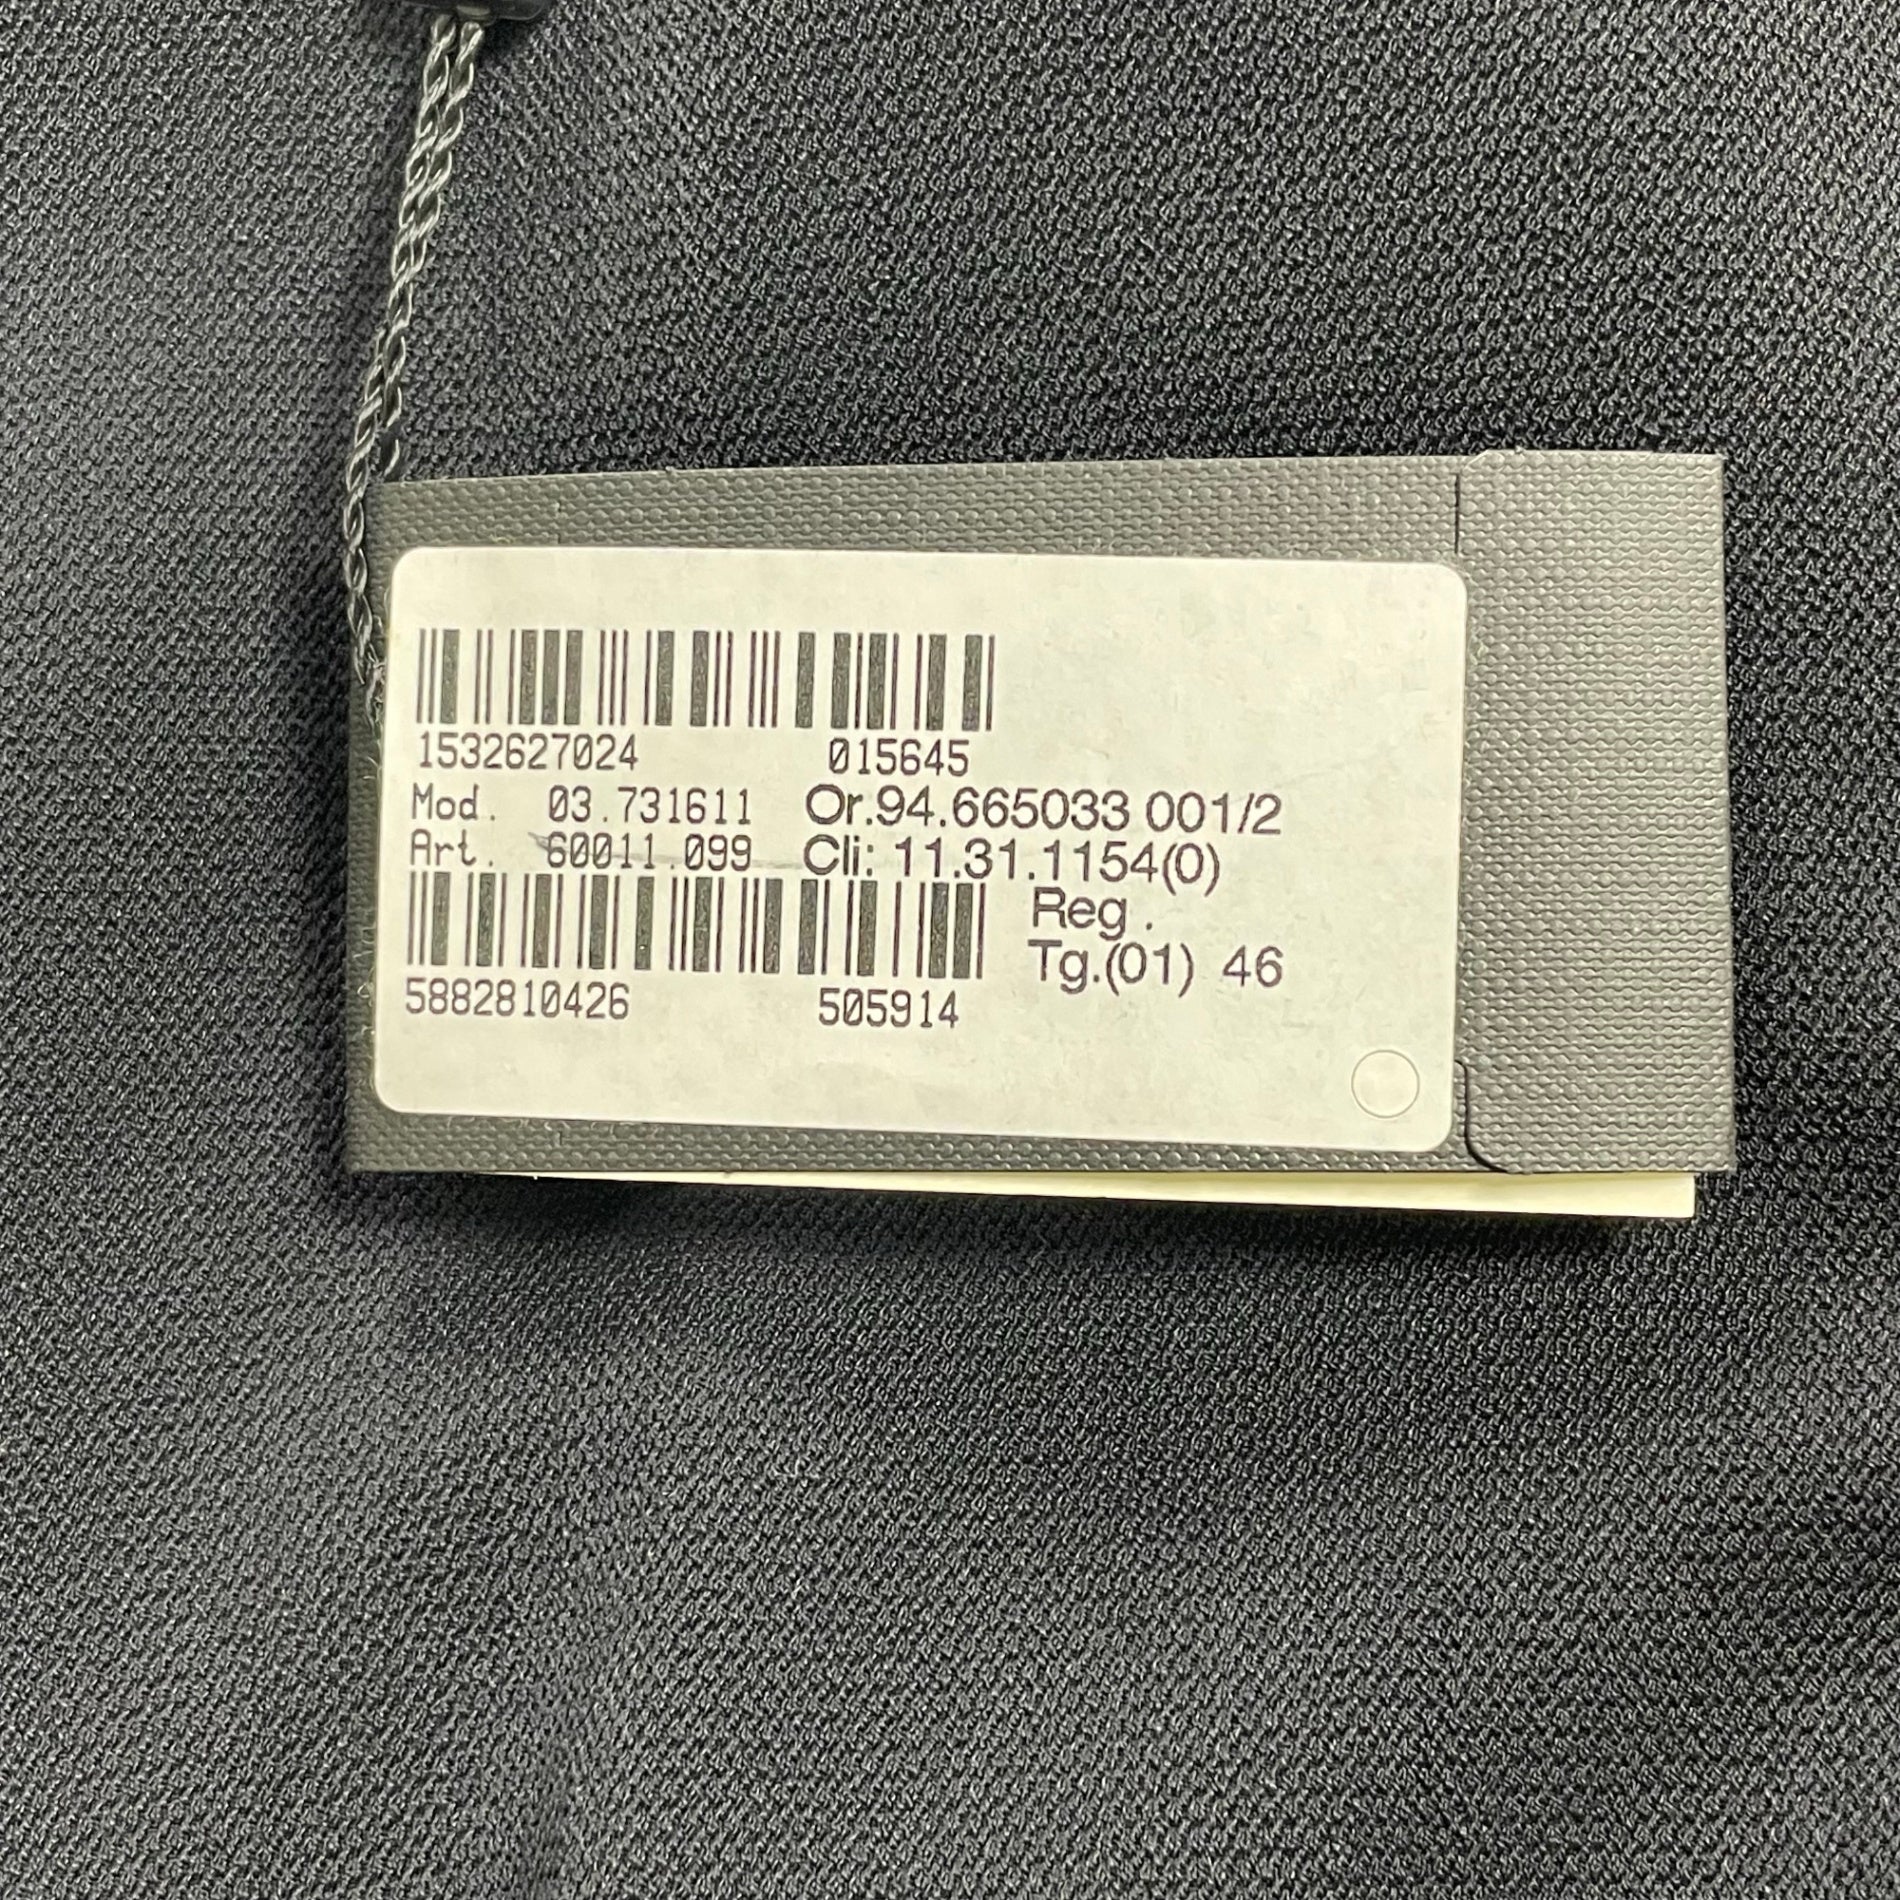 1532627024 015645
Mod. 03.731611 Or.94.665033 001/2
Art. 60011.099 Cli: 11.31.1154(0)
Reg .
Tg.(01) 46
5882810426 505914